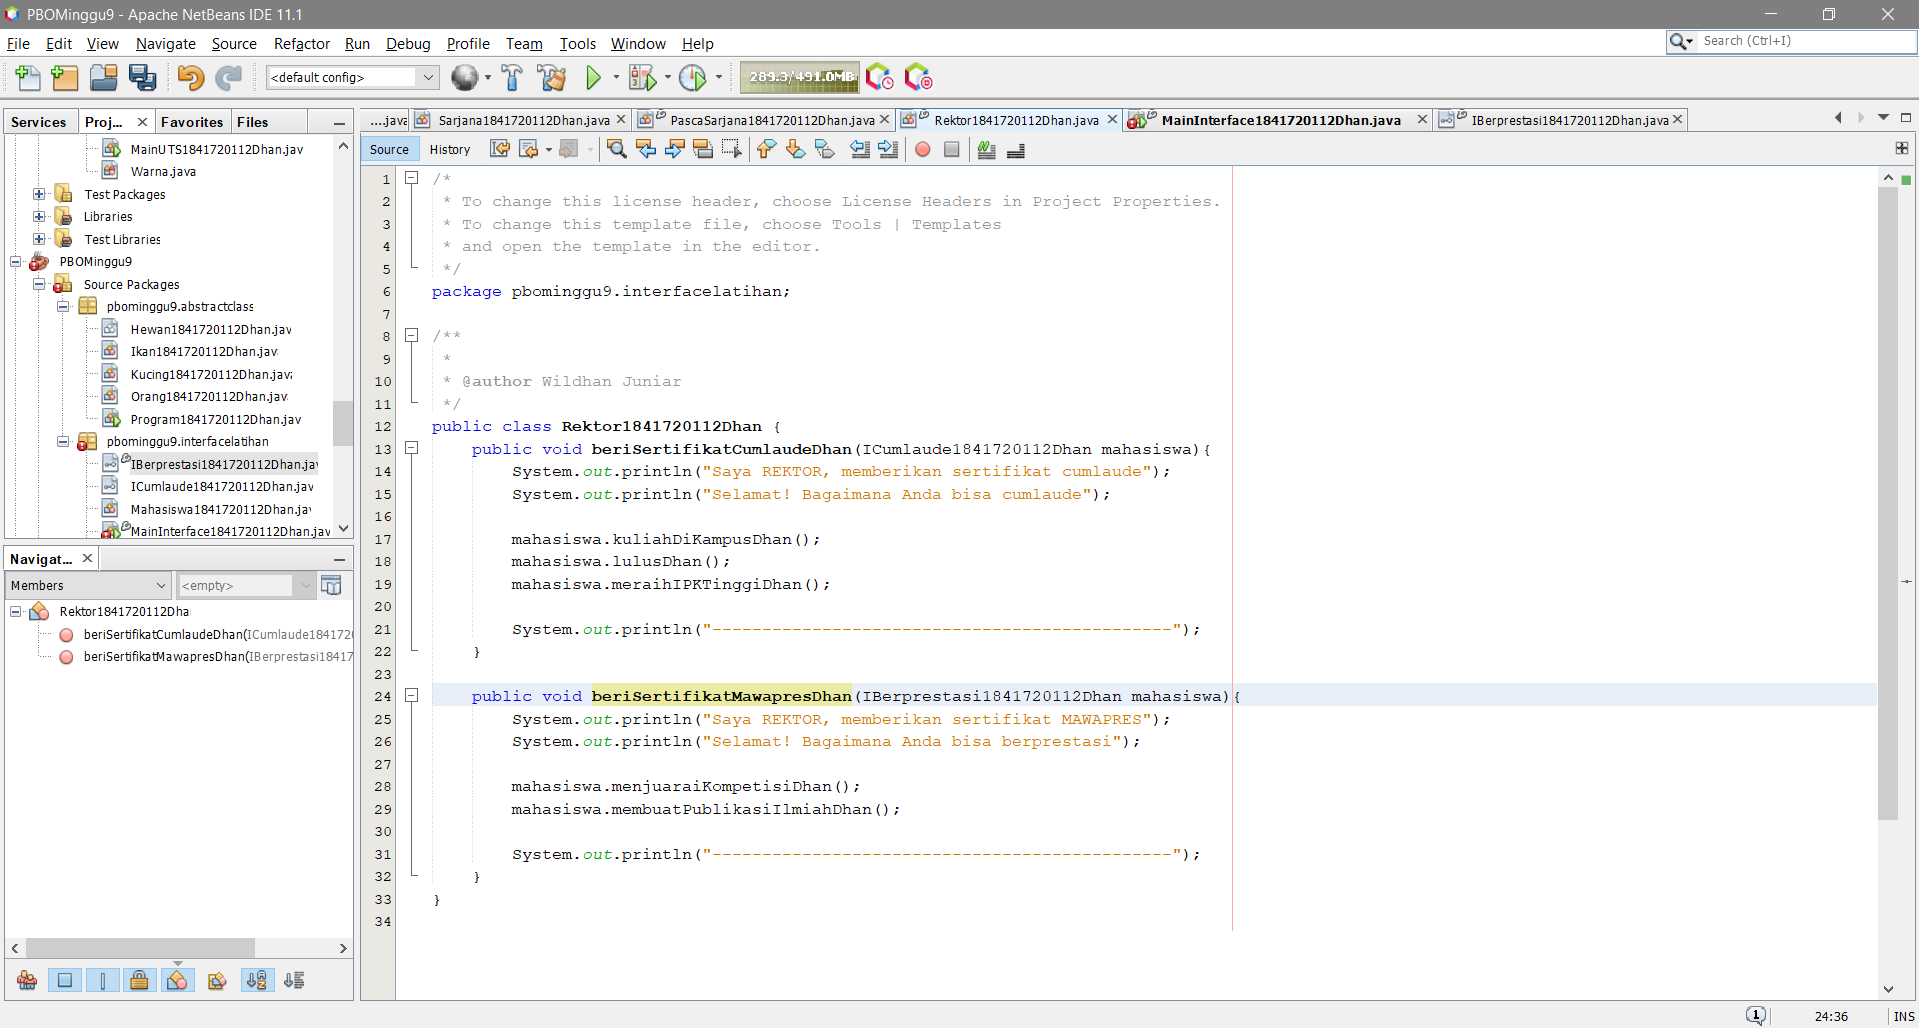 PBOMinggu9 - Apache NetBeans IDE 11.1
File Edit View Navigate Source Refactor Run Debug Profile Team Tools Window Help
Search (Ctrl+I)
<default config>
289.3/491.0MB
Services Proj... Favorites Files
MainUTS1841720112Dhan.jav
Warna.java
Test Packages
Libraries
Test Libraries
PBOMinggu9
Source Packages
pbominggu9.abstractclass
Hewan1841720112Dhan.jav
Ikan1841720112Dhan.jav
Kucing1841720112Dhan.java
Orang1841720112Dhan.jav
Program1841720112Dhan.jav
pbominggu9.interfacelatihan
IBerprestasi1841720112Dhan.jav
ICumlaude1841720112Dhan.jav
Mahasiswa1841720112Dhan.jav
MainInterface1841720112Dhan.jav
Navigat...
Members
<empty>
Rektor1841720112Dha
beriSertifikatCumlaudeDhan(ICumlaude184172
beriSertifikatMawapresDhan(IBerprestasi18417
....java Sarjana1841720112Dhan.java PascaSarjana1841720112Dhan.java Rektor1841720112Dhan.java MainInterface1841720112Dhan.java IBerprestasi1841720112Dhan.java
Source History
1 /*
2 * To change this license header, choose License Headers in Project Properties.
3 * To change this template file, choose Tools | Templates
4 * and open the template in the editor.
5 */
6 package pbominggu9.interfacelatihan;
7
8 /**
9 *
10 * @author Wildhan Juniar
11 */
12 public class Rektor1841720112Dhan {
13 public void beriSertifikatCumlaudeDhan(ICumlaude1841720112Dhan mahasiswa){
14 System.out.println("Saya REKTOR, memberikan sertifikat cumlaude");
15 System.out.println("Selamat! Bagaimana Anda bisa cumlaude");
16
17 mahasiswa.kuliahDiKampusDhan();
18 mahasiswa.lulusDhan();
19 mahasiswa.meraihIPKTinggiDhan();
20
21 System.out.println("----------------------------------------------");
22 }
23
24 public void beriSertifikatMawapresDhan(IBerprestasi1841720112Dhan mahasiswa){
25 System.out.println("Saya REKTOR, memberikan sertifikat MAWAPRES");
26 System.out.println("Selamat! Bagaimana Anda bisa berprestasi");
27
28 mahasiswa.menjuaraiKompetisiDhan();
29 mahasiswa.membuatPublikasiIlmiahDhan();
30
31 System.out.println("----------------------------------------------");
32 }
33 }
34
1
24:36 INS